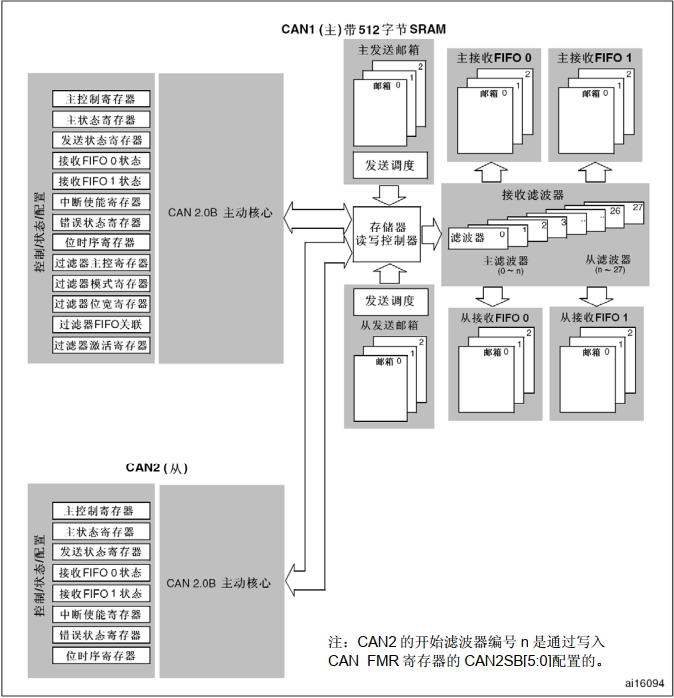 CAN1 (主) 带 512 字节 SRAM
控制/状态/配置
主控制寄存器
主状态寄存器
发送状态寄存器
接收FIFO 0 状态
接收FIFO 1 状态
中断使能寄存器
错误状态寄存器
位时序寄存器
过滤器主控寄存器
过滤器模式寄存器
过滤器位宽寄存器
过滤器FIFO关联
过滤器激活寄存器
CAN 2.0B 主动核心
主发送邮箱
2
1
邮箱 0
发送调度
存储器
读写控制器
发送调度
从发送邮箱
2
1
邮箱 0
主接收FIFO 0
2
1
邮箱 0
主接收FIFO 1
2
1
邮箱 0
接收滤波器
滤波器 0 1 2 3 .. .. 26 27
主滤波器
(0~n)
从滤波器
(n~27)
从接收FIFO 0
2
1
邮箱 0
从接收FIFO 1
2
1
邮箱 0
CAN2 (从)
控制/状态/配置
主控制寄存器
主状态寄存器
发送状态寄存器
接收FIFO 0 状态
接收FIFO 1 状态
中断使能寄存器
错误状态寄存器
位时序寄存器
CAN 2.0B 主动核心
注：CAN2 的开始滤波器编号 n 是通过写入
CAN FMR 寄存器的 CAN2SB[5:0]配置的。
ai16094